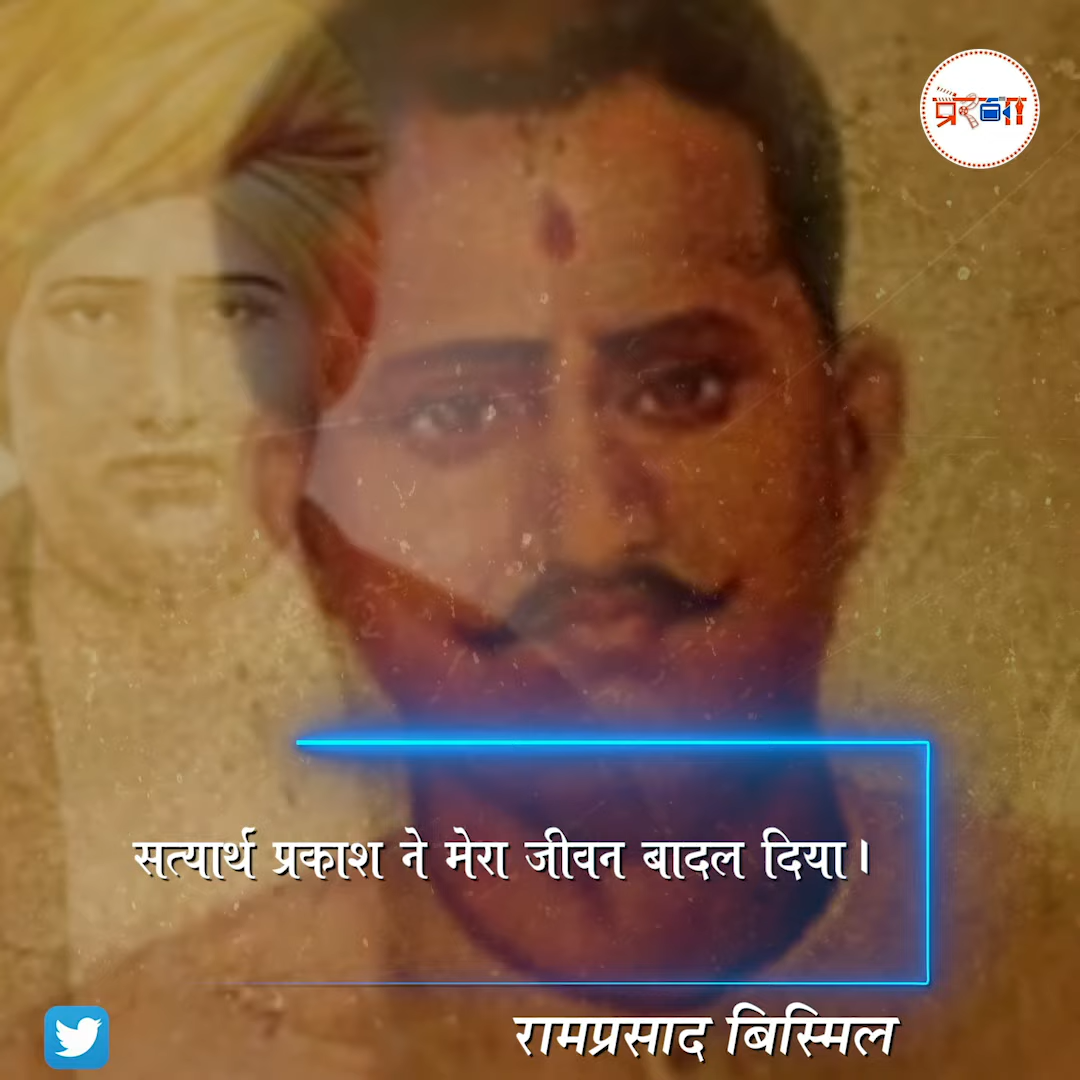 सत्यार्थ प्रकाश ने मेरा जीवन बादल दिया।
रामप्रसाद बिस्मिल